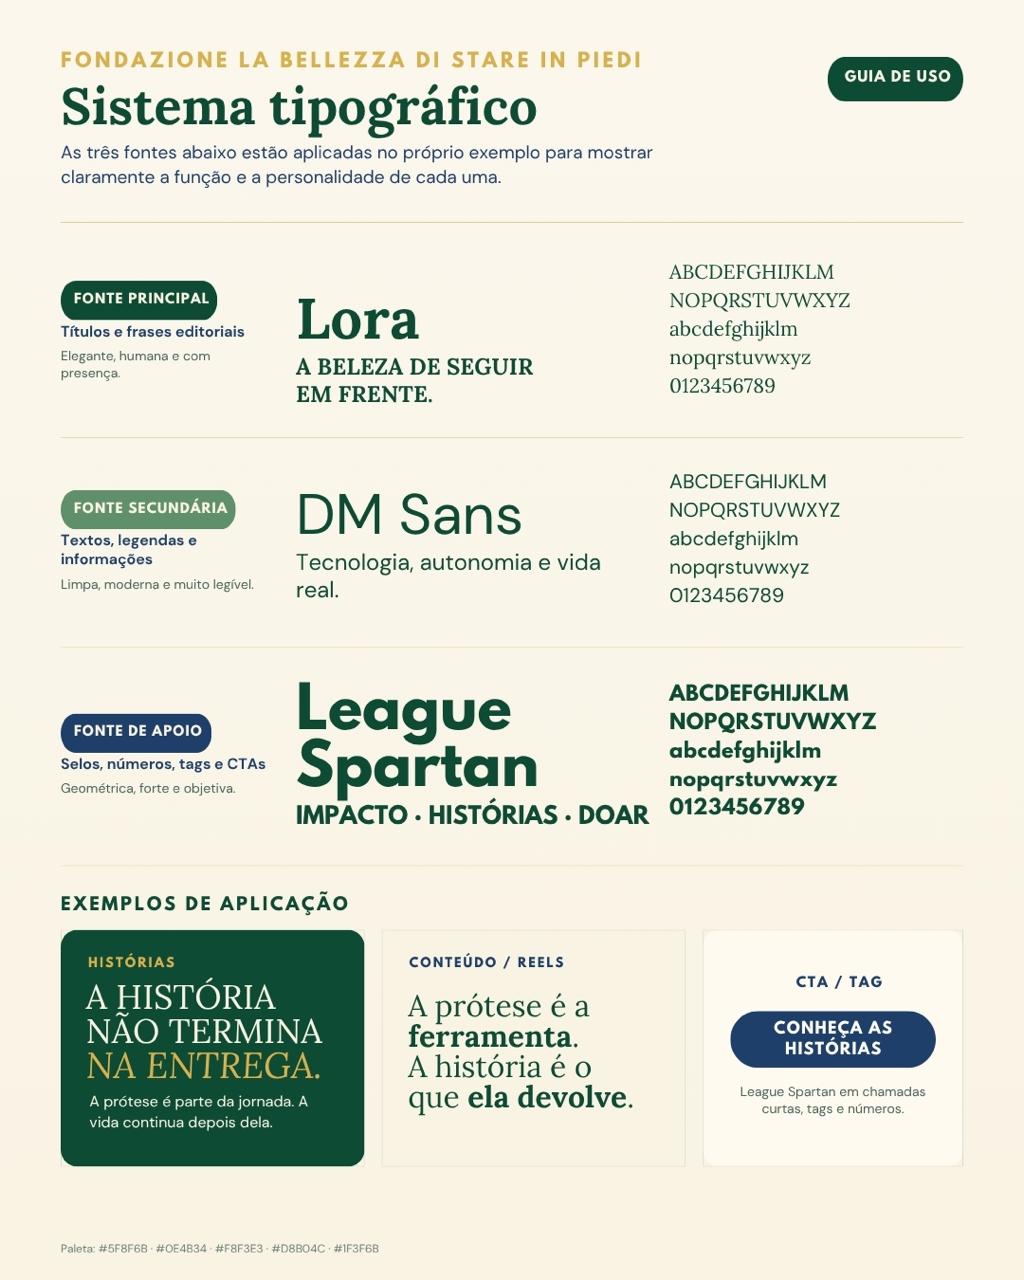 FONDAZIONE LA BELLEZZA DI STARE IN PIEDI
GUIA DE USO
Sistema tipográfico
As três fontes abaixo estão aplicadas no próprio exemplo para mostrar
claramente a função e a personalidade de cada uma.
FONTE PRINCIPAL
Títulos e frases editoriais
Elegante, humana e com
presença.
Lora
A BELEZA DE SEGUIR
EM FRENTE.
ABCDEFGHIJKLM
NOPQRSTUVWXYZ
abcdefghijklm
nopqrstuvwxyz
0123456789
FONTE SECUNDÁRIA
Textos, legendas e
informações
Limpa, moderna e muito legível.
DM Sans
Tecnologia, autonomia e vida
real.
ABCDEFGHIJKLM
NOPQRSTUVWXYZ
abcdefghijklm
nopqrstuvwxyz
0123456789
FONTE DE APOIO
Selos, números, tags e CTAs
Geométrica, forte e objetiva.
League
Spartan
IMPACTO · HISTÓRIAS · DOAR
ABCDEFGHIJKLM
NOPQRSTUVWXYZ
abcdefghijklm
nopqrstuvwxyz
0123456789
EXEMPLOS DE APLICAÇÃO
HISTÓRIAS
A HISTÓRIA
NÃO TERMINA
NA ENTREGA.
A prótese é parte da jornada. A
vida continua depois dela.
CONTEÚDO / REELS
A prótese é a
ferramenta.
A história é o
que ela devolve.
CTA / TAG
CONHEÇA AS
HISTÓRIAS
League Spartan em chamadas
curtas, tags e números.
Paleta: #5F8F6B · #0E4B34 · #F8F3E3 · #D8B04C · #1F3F6B